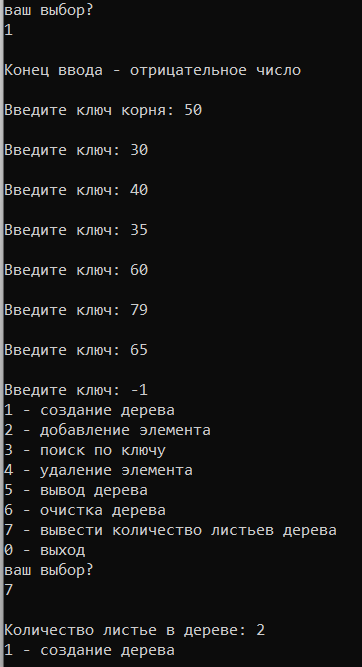 ваш выбор?
1
Конец ввода - отрицательное число
Введите ключ корня: 50
Введите ключ: 30
Введите ключ: 40
Введите ключ: 35
Введите ключ: 60
Введите ключ: 79
Введите ключ: 65
Введите ключ: -1
1 - создание дерева
2 - добавление элемента
3 - поиск по ключу
4 - удаление элемента
5 - вывод дерева
6 - очистка дерева
7 - вывести количество листьев дерева
0 - выход
ваш выбор?
7
Количество листье в дереве: 2
1 - создание дерева